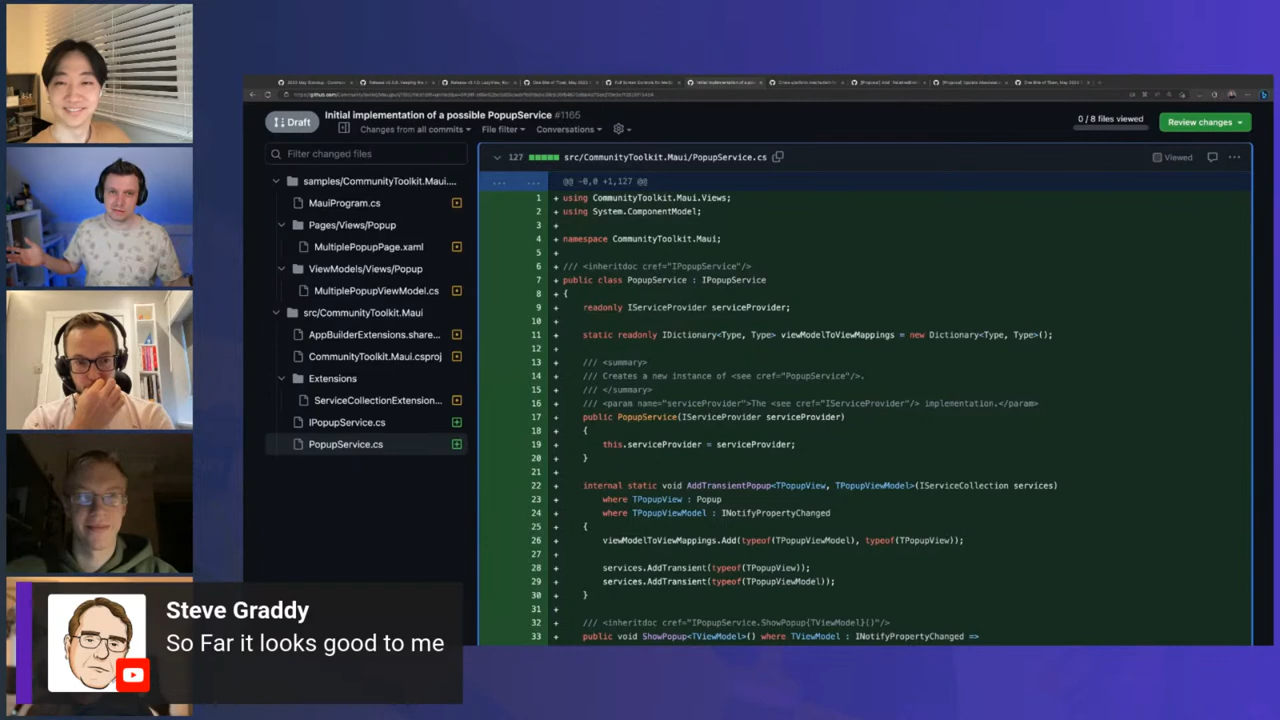 Initial implementation of a possible PopupService #1165
Draft
Changes from all commits
File filter
Conversations
0 / 8 files viewed
Review changes
Filter changed files
samples/CommunityToolkit.Maui....
MauiProgram.cs
Pages/Views/Popup
MultiplePopupPage.xaml
ViewModels/Views/Popup
MultiplePopupViewModel.cs
src/CommunityToolkit.Maui
AppBuilderExtensions.share...
CommunityToolkit.Maui.csproj
Extensions
ServiceCollectionExtension...
IPopupService.cs
PopupService.cs
127 src/CommunityToolkit.Maui/PopupService.cs
Viewed
... ... @@ -0,0 +1,127 @@
1 + using CommunityToolkit.Maui.Views;
2 + using System.ComponentModel;
3 +
4 + namespace CommunityToolkit.Maui;
5 +
6 + /// <inheritdoc cref="IPopupService"/>
7 + public class PopupService : IPopupService
8 + {
9 + readonly IServiceProvider serviceProvider;
10 +
11 + static readonly IDictionary<Type, Type> viewModelToViewMappings = new Dictionary<Type, Type>();
12 +
13 + /// <summary>
14 + /// Creates a new instance of <see cref="PopupService"/>.
15 + /// </summary>
16 + /// <param name="serviceProvider">The <see cref="IServiceProvider"/> implementation.</param>
17 + public PopupService(IServiceProvider serviceProvider)
18 + {
19 + this.serviceProvider = serviceProvider;
20 + }
21 +
22 + internal static void AddTransientPopup<TPopupView, TPopupViewModel>(IServiceCollection services)
23 + where TPopupView : Popup
24 + where TPopupViewModel : INotifyPropertyChanged
25 + {
26 + viewModelToViewMappings.Add(typeof(TPopupViewModel), typeof(TPopupView));
27 +
28 + services.AddTransient(typeof(TPopupView));
29 + services.AddTransient(typeof(TPopupViewModel));
30 + }
31 +
32 + /// <inheritdoc cref="IPopupService.ShowPopup{TViewModel}()"/>
33 + public void ShowPopup<TViewModel>() where TViewModel : INotifyPropertyChanged =>
Steve Graddy
So Far it looks good to me